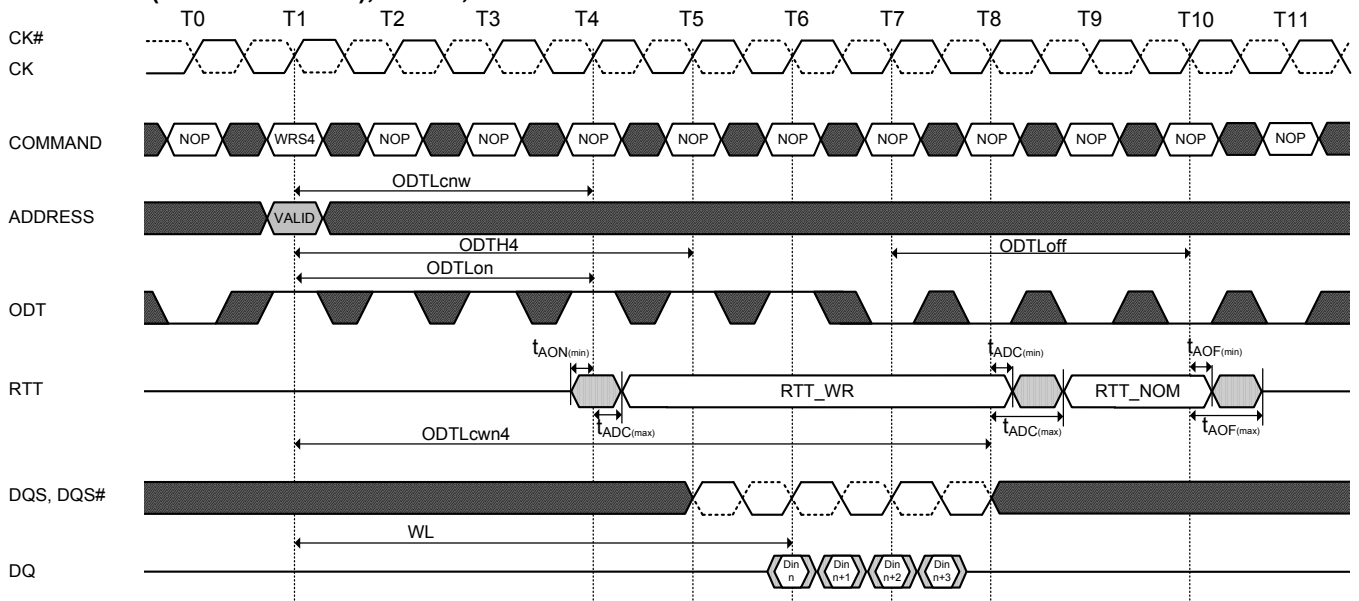 T0 T1 T2 T3 T4 T5 T6 T7 T8 T9 T10 T11
CK#
CK
COMMAND NOP WRS4 NOP NOP NOP NOP NOP NOP NOP NOP NOP NOP
ODTLcnw
ADDRESS VALID
ODTH4 ODTLoff
ODTLon
ODT
tAON(min) tADC(min) tAOF(min)
RTT RTT_WR RTT_NOM
tADC(max) tADC(max) tAOF(max)
ODTLcwn4
DQS, DQS#
WL
DQ Din n Din n+1 Din n+2 Din n+3